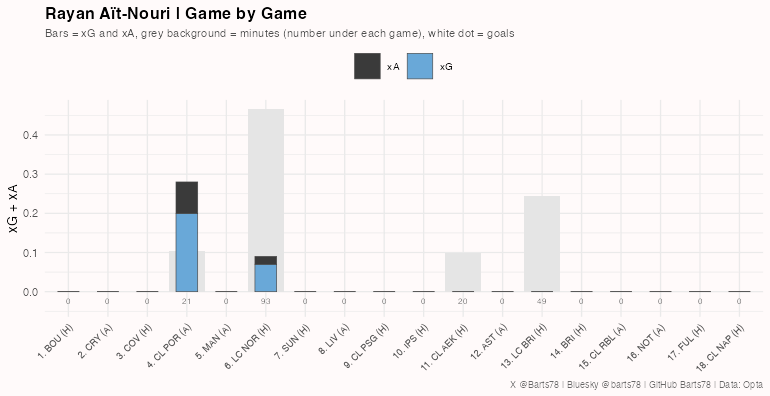 Rayan Aït-Nouri | Game by Game
Bars = xG and xA, grey background = minutes (number under each game), white dot = goals
xA xG
xG + xA
0.4
0.3
0.2
0.1
0.0
0 0 0 21 0 93 0 0 0 0 20 0 49 0 0 0 0 0
1. BOU (H)
2. CRY (A)
3. COV (H)
4. CL POR (A)
5. MAN (A)
6. LC NOR (H)
7. SUN (H)
8. LIV (A)
9. CL PSG (H)
10. IPS (H)
11. CL AEK (H)
12. AST (A)
13. LC BRI (H)
14. BRI (H)
15. CL RBL (A)
16. NOT (A)
17. FUL (H)
18. CL NAP (H)
X @Barts78 | Bluesky @barts78 | GitHub Barts78 | Data: Opta